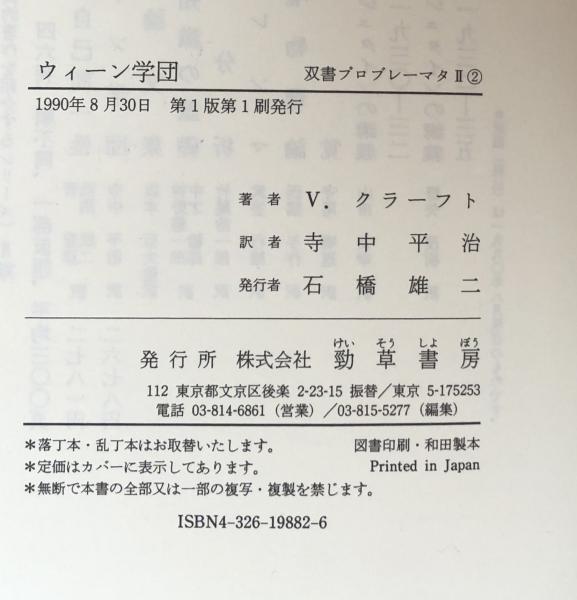 ウィーン学団　双書プロブレーマタⅡ②
1990年8月30日　第1版第1刷発行
著者　V．クラーフト
訳者　寺中平治
発行者　石橋雄二
けい そう しよ ぼう
発行所　株式会社　勁草書房
112 東京都文京区後楽 2-23-15 振替/東京 5-175253
電話 03-814-6861（営業）／03-815-5277（編集）
＊落丁本・乱丁本はお取替いたします。　図書印刷・和田製本
＊定価はカバーに表示してあります。　Printed in Japan
＊無断で本書の全部又は一部の複写・複製を禁じます。
ISBN4-326-19882-6